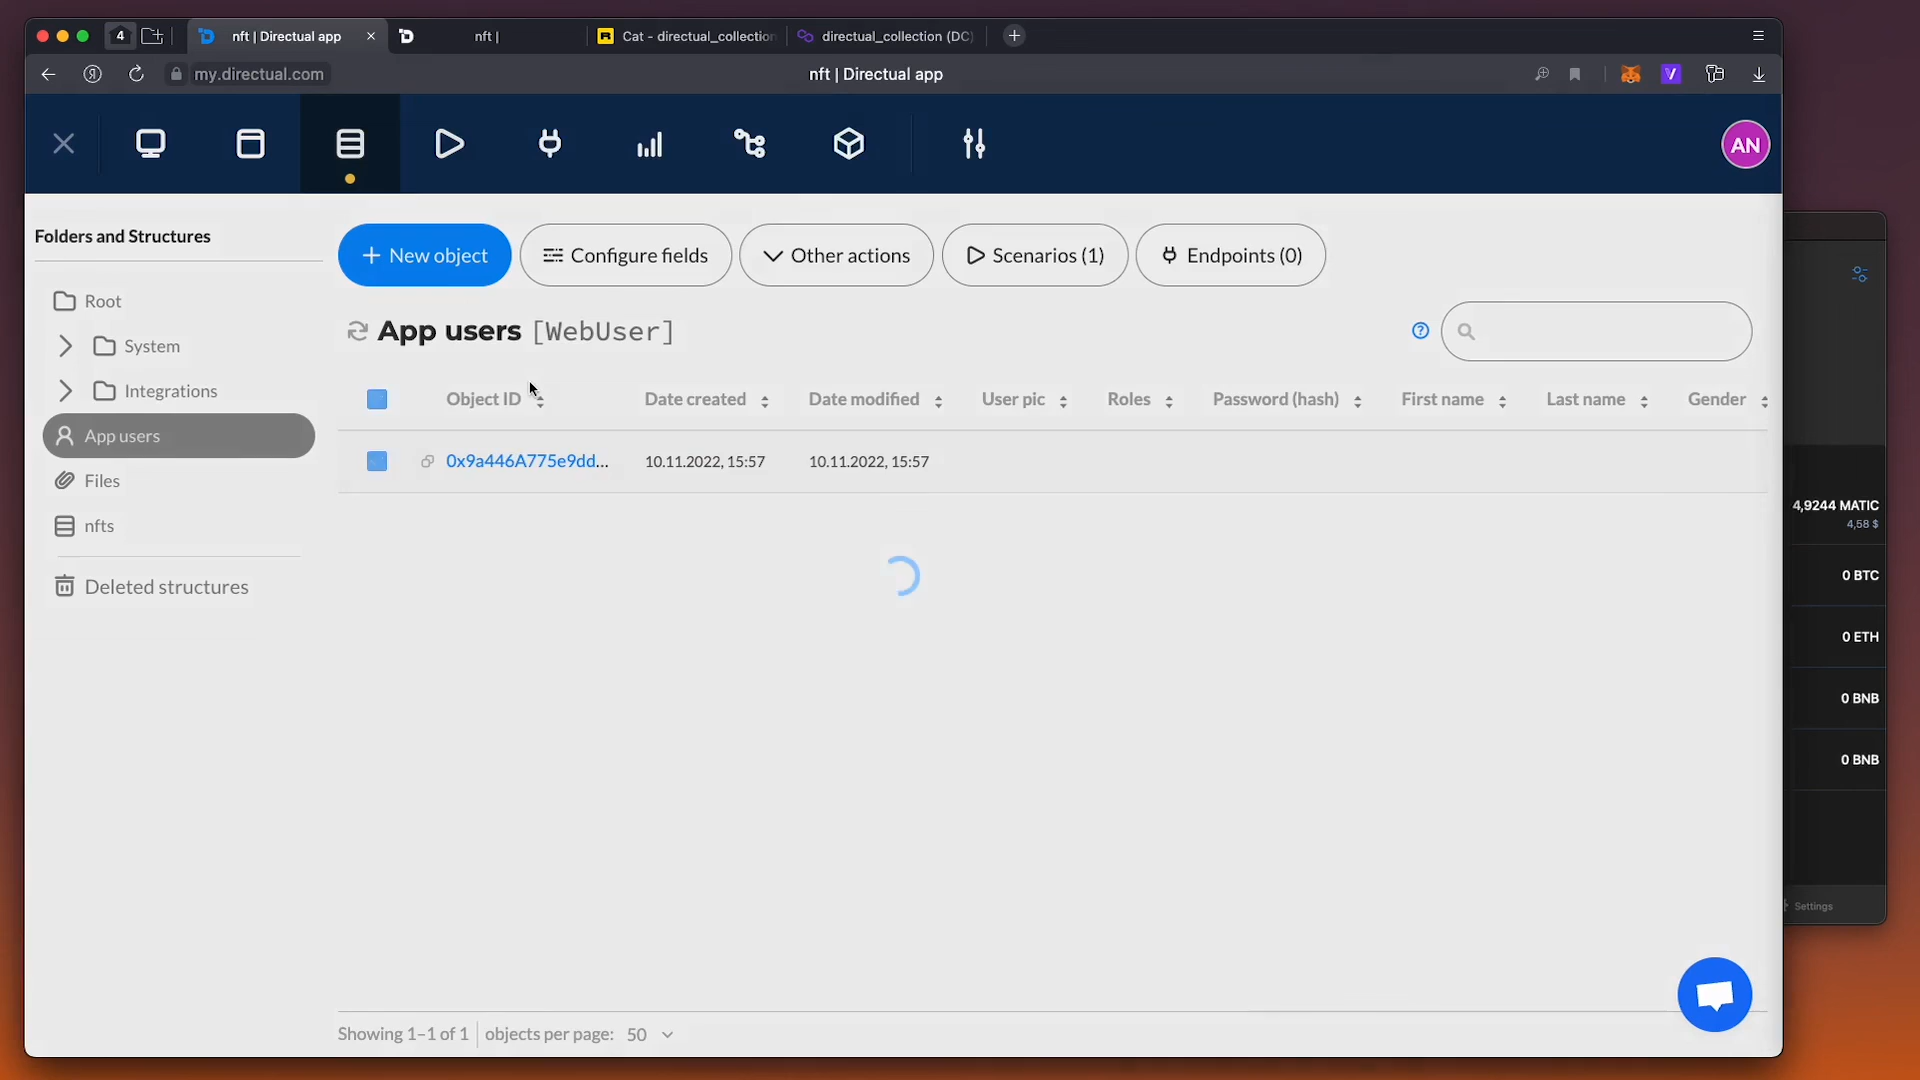 4
nft | Directual app
nft |
Cat - directual_collection
directual_collection (DC)
my.directual.com
nft | Directual app
AN
Folders and Structures
Root
System
Integrations
App users
Files
nfts
Deleted structures
+ New object
Configure fields
Other actions
Scenarios (1)
Endpoints (0)
App users [WebUser]
Object ID
Date created
Date modified
User pic
Roles
Password (hash)
First name
Last name
Gender
0x9a446A775e9dd...
10.11.2022, 15:57
10.11.2022, 15:57
Showing 1–1 of 1
objects per page: 50
4,9244 MATIC
4,58 $
0 BTC
0 ETH
0 BNB
0 BNB
Settings